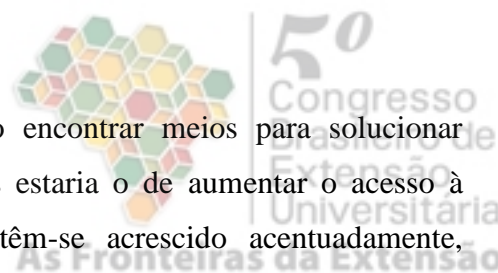 5º
Congresso
Brasileiro de
Extensão
Universitária
As Fronteiras da Extensão
o encontrar meios para solucionar
estaria o de aumentar o acesso à
têm-se acrescido acentuadamente,